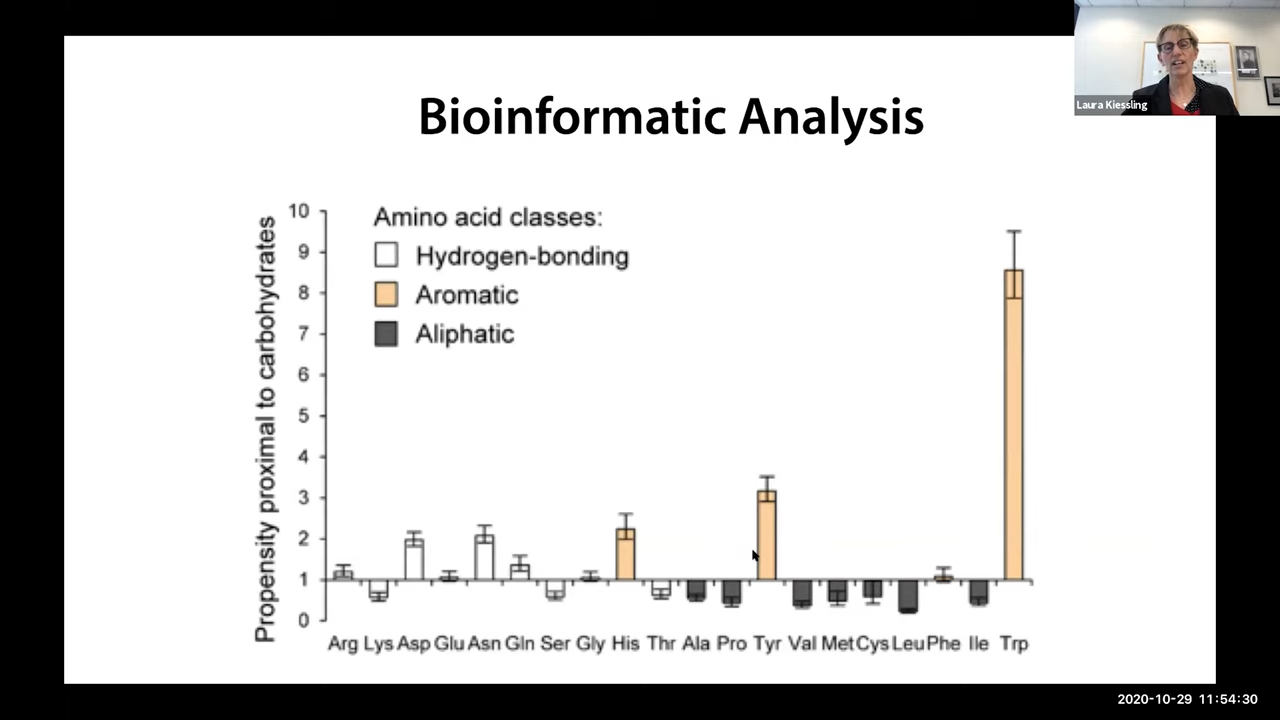 Laura Kiessling
Bioinformatic Analysis
Propensity proximal to carbohydrates
10
9
8
7
6
5
4
3
2
1
0
Amino acid classes:
Hydrogen-bonding
Aromatic
Aliphatic
Arg Lys Asp Glu Asn Gln Ser Gly His Thr Ala Pro Tyr Val Met Cys Leu Phe Ile Trp
2020-10-29 11:54:30